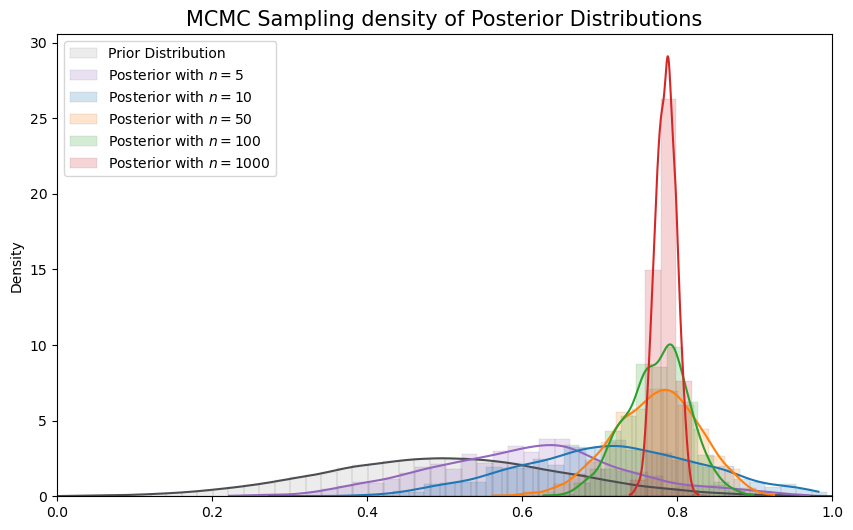 MCMC Sampling density of Posterior Distributions
30
25
20
15
10
5
0
Density
Prior Distribution
Posterior with n = 5
Posterior with n = 10
Posterior with n = 50
Posterior with n = 100
Posterior with n = 1000
0.0 0.2 0.4 0.6 0.8 1.0